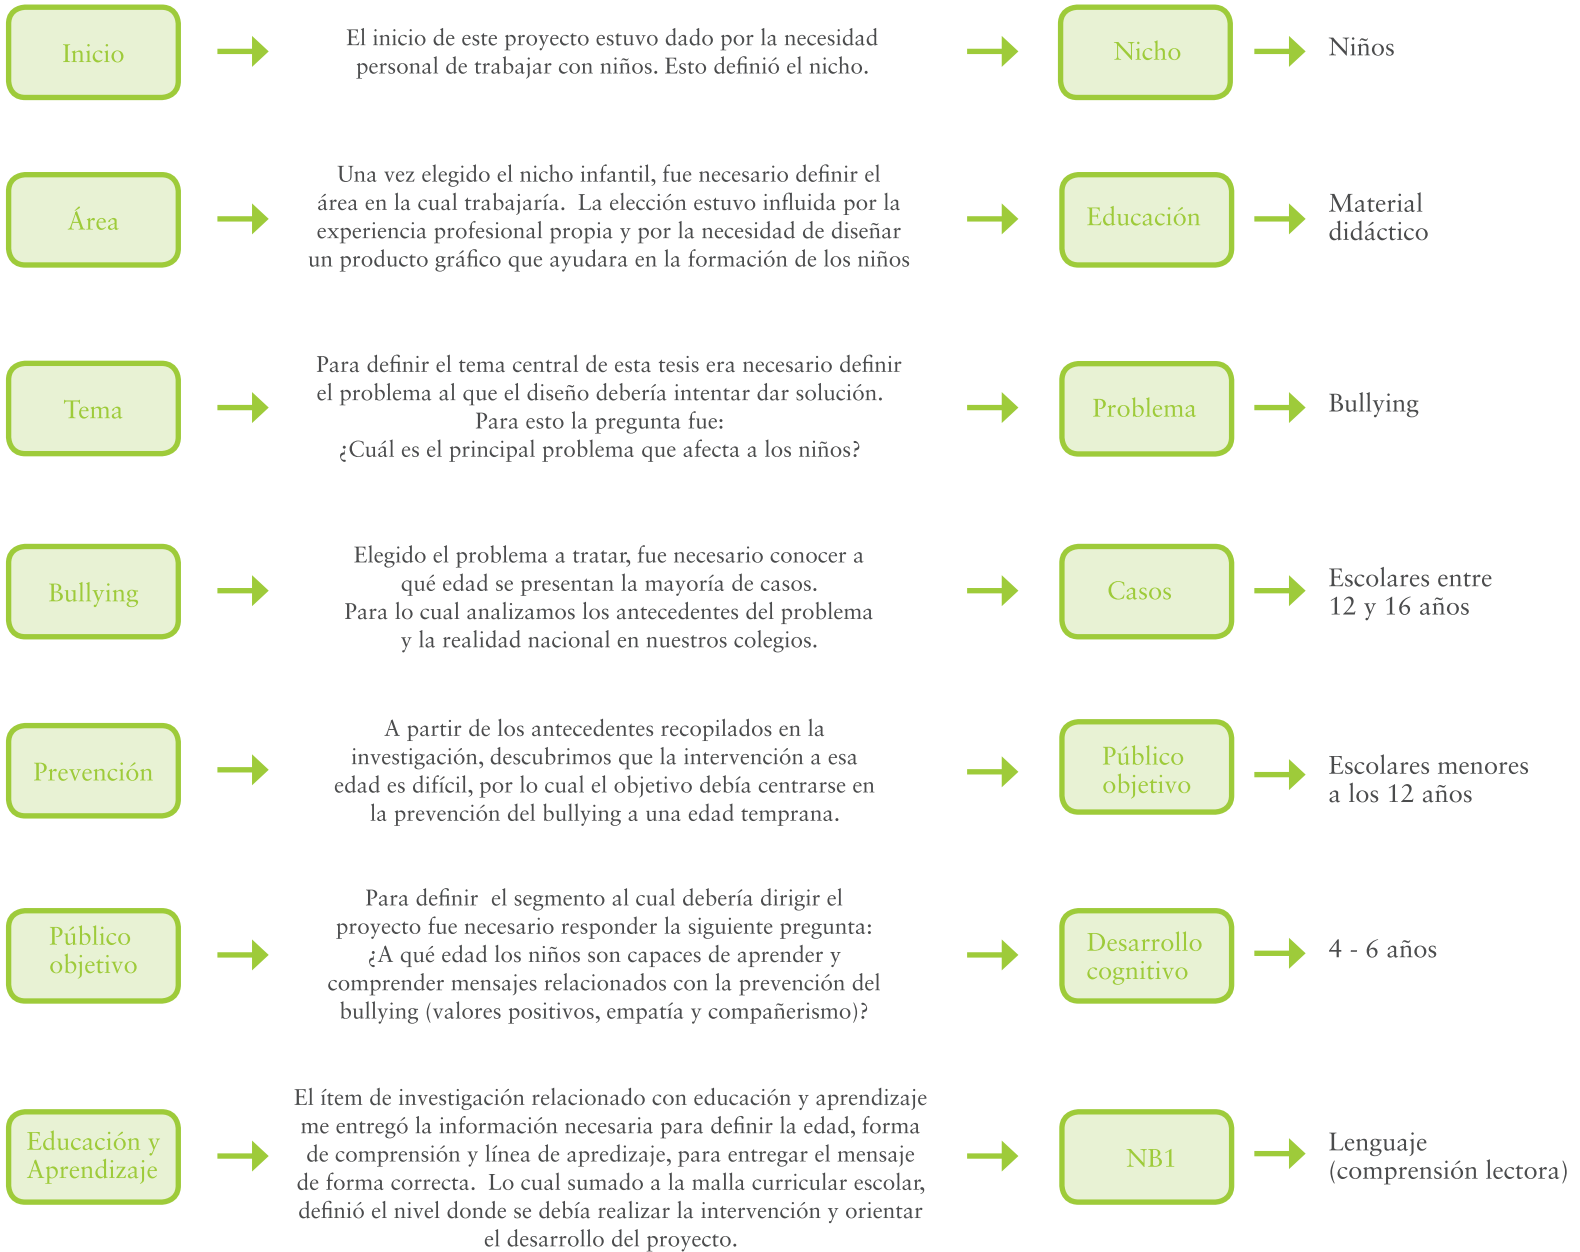 Inicio
El inicio de este proyecto estuvo dado por la necesidad
personal de trabajar con niños. Esto definió el nicho.
Nicho
Niños
Área
Una vez elegido el nicho infantil, fue necesario definir el
área en la cual trabajaría.  La elección estuvo influida por la
experiencia profesional propia y por la necesidad de diseñar
un producto gráfico que ayudara en la formación de los niños
Educación
Material
didáctico
Tema
Para definir el tema central de esta tesis era necesario definir
el problema al que el diseño debería intentar dar solución.
Para esto la pregunta fue:
¿Cuál es el principal problema que afecta a los niños?
Problema
Bullying
Bullying
Elegido el problema a tratar, fue necesario conocer a
qué edad se presentan la mayoría de casos.
Para lo cual analizamos los antecedentes del problema
y la realidad nacional en nuestros colegios.
Casos
Escolares entre
12 y 16 años
Prevención
A partir de los antecedentes recopilados en la
investigación, descubrimos que la intervención a esa
edad es difícil, por lo cual el objetivo debía centrarse en
la prevención del bullying a una edad temprana.
Público
objetivo
Escolares menores
a los 12 años
Público
objetivo
Para definir  el segmento al cual debería dirigir el
proyecto fue necesario responder la siguiente pregunta:
¿A qué edad los niños son capaces de aprender y
comprender mensajes relacionados con la prevención del
bullying (valores positivos, empatía y compañerismo)?
Desarrollo
cognitivo
4 - 6 años
Educación y
Aprendizaje
El ítem de investigación relacionado con educación y aprendizaje
me entregó la información necesaria para definir la edad, forma
de comprensión y línea de apredizaje, para entregar el mensaje
de forma correcta.  Lo cual sumado a la malla curricular escolar,
definió el nivel donde se debía realizar la intervención y orientar
el desarrollo del proyecto.
NB1
Lenguaje
(comprensión lectora)